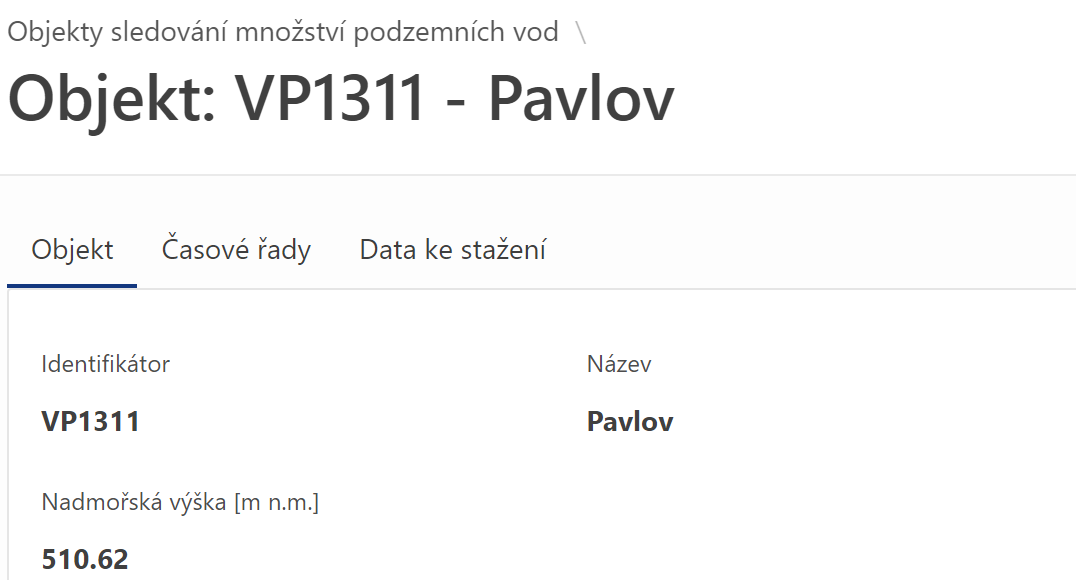 Objekty sledování množství podzemních vod \
Objekt: VP1311 - Pavlov
Objekt Časové řady Data ke stažení
Identifikátor Název
VP1311 Pavlov
Nadmořská výška [m n.m.]
510.62